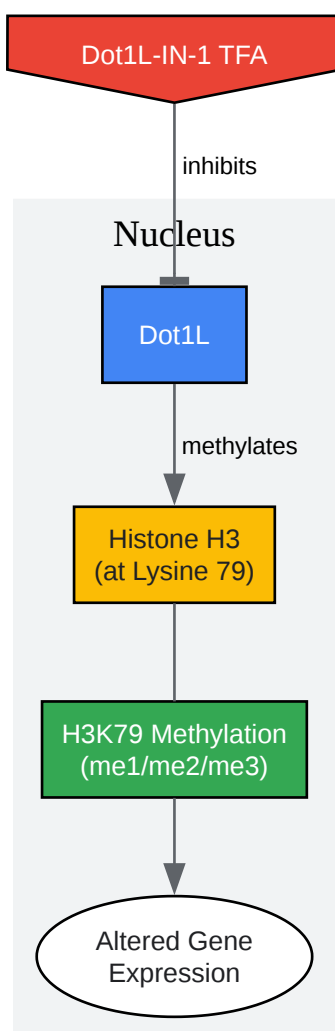 Dot1L-IN-1 TFA
inhibits
Nucleus
Dot1L
methylates
Histone H3
(at Lysine 79)
H3K79 Methylation
(me1/me2/me3)
Altered Gene
Expression